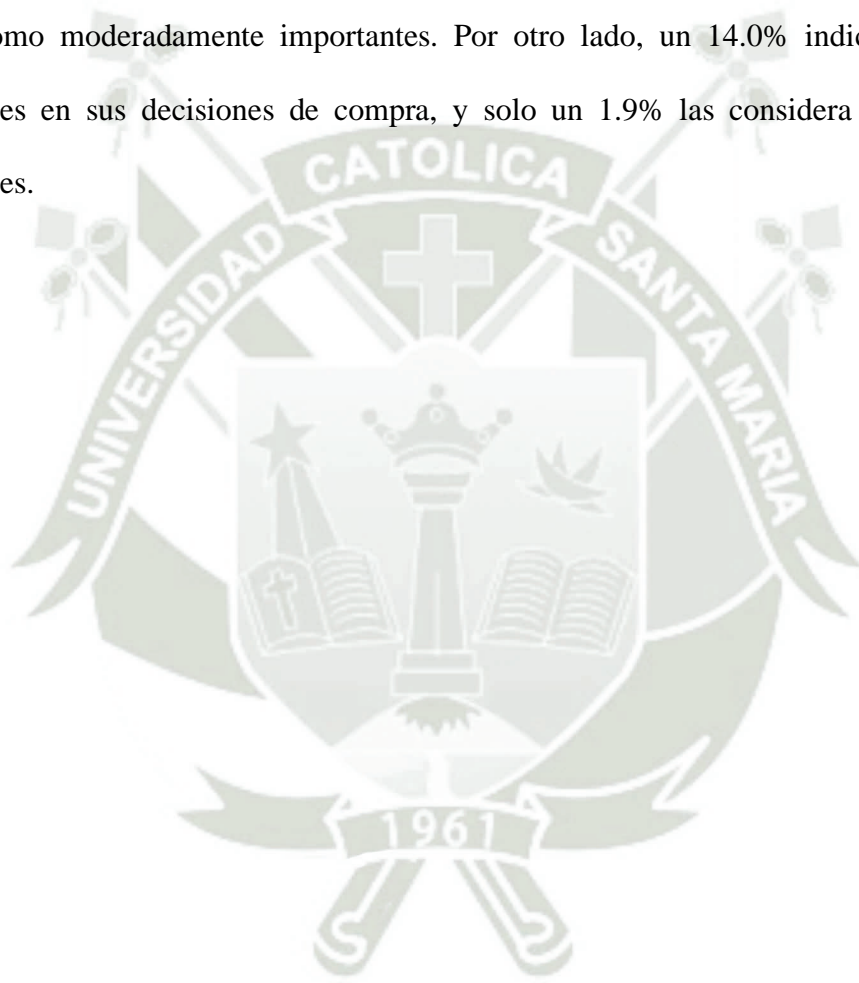 omo moderadamente importantes. Por otro lado, un 14.0% indic
es en sus decisiones de compra, y solo un 1.9% las considera
es.
UNIVERSIDAD CATOLICA SANTA MARIA
1961